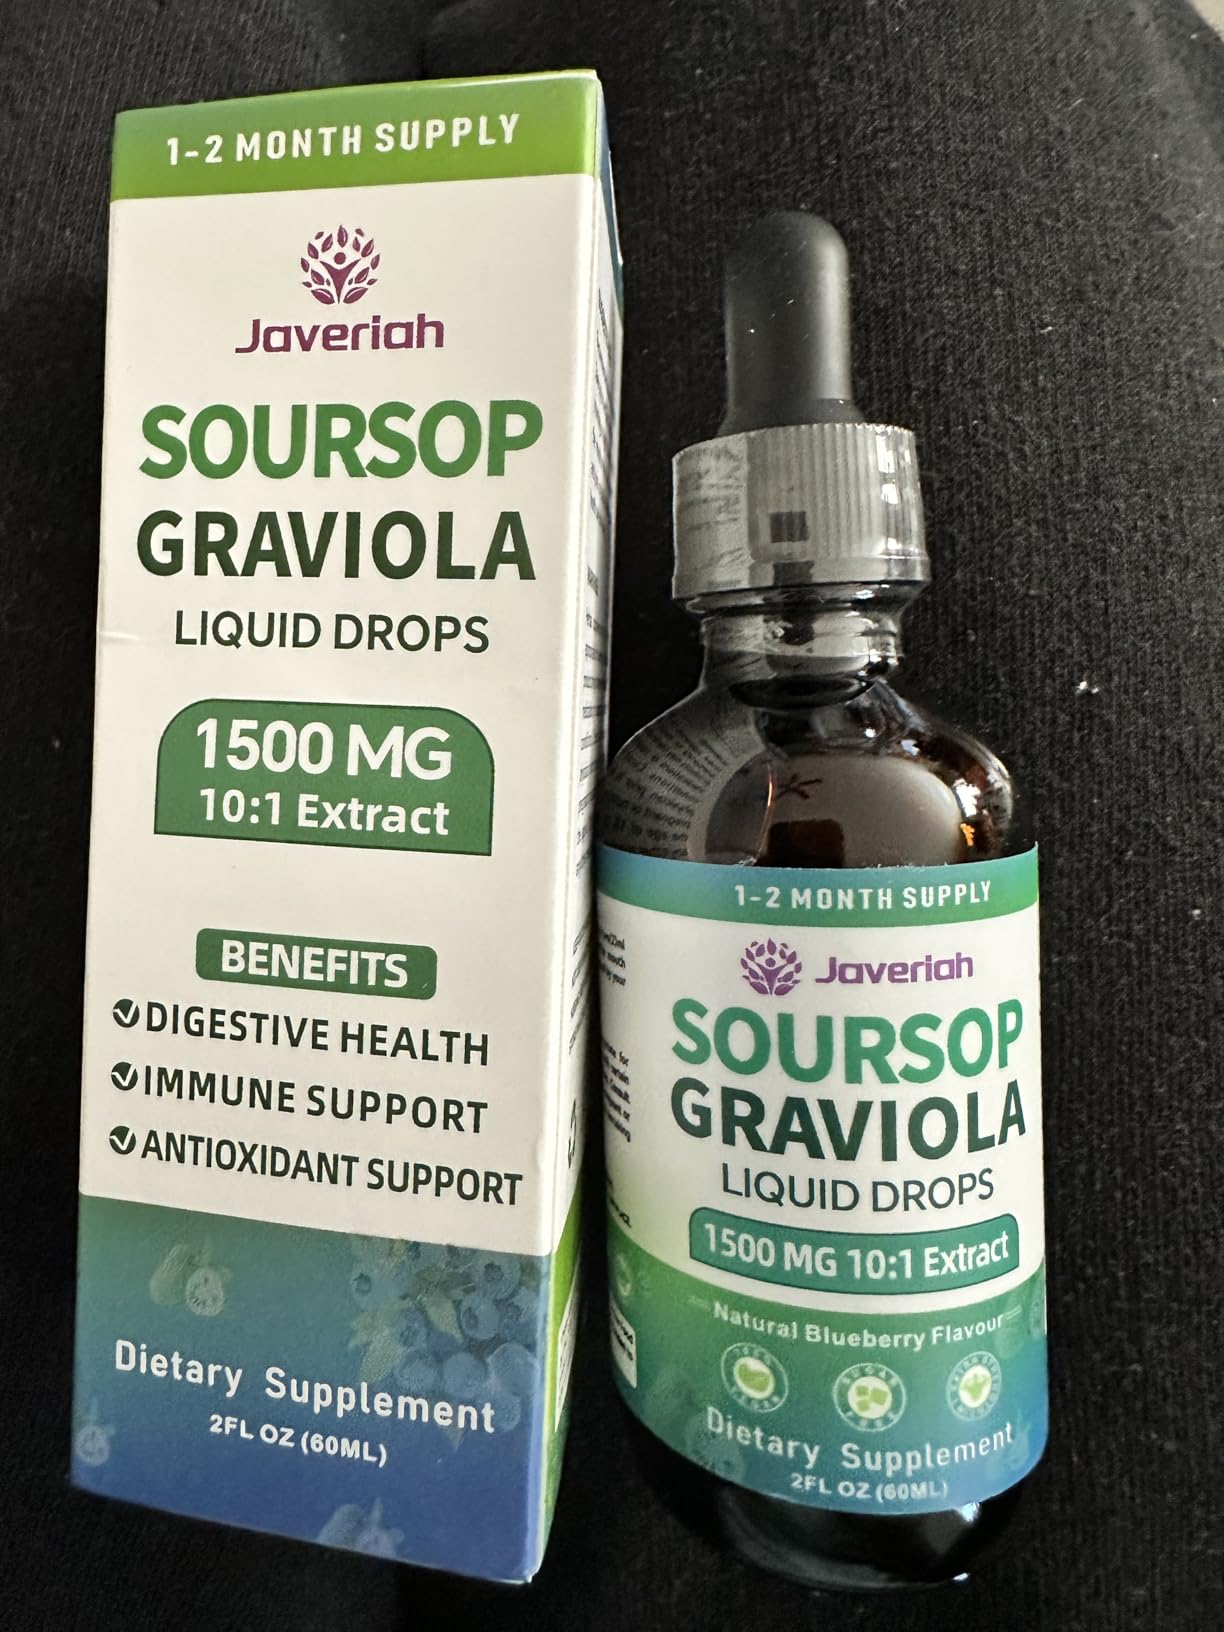 1-2 MONTH SUPPLY
Javeriah
SOURSOP
GRAVIOLA
LIQUID DROPS
1500 MG
10:1 Extract
BENEFITS
DIGESTIVE HEALTH
IMMUNE SUPPORT
ANTIOXIDANT SUPPORT
Dietary Supplement
2FL OZ (60ML)
1-2 MONTH SUPPLY
Javeriah
SOURSOP
GRAVIOLA
LIQUID DROPS
1500 MG 10:1 Extract
Natural Blueberry Flavour
SUGAR
FREE
Dietary Supplement
2FL OZ (60ML)